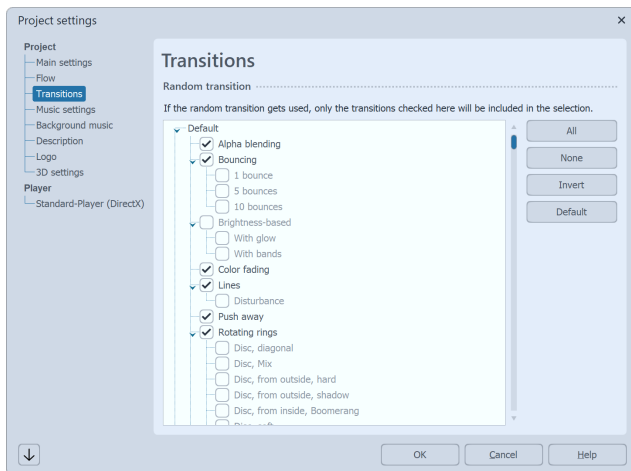 Project settings
Project
Main settings
Flow
Transitions
Music settings
Background music
Description
Logo
3D settings
Player
Standard-Player (DirectX)
Transitions
Random transition
If the random transition gets used, only the transitions checked here will be included in the selection.
Default
Alpha blending
Bouncing
1 bounce
5 bounces
10 bounces
Brightness-based
With glow
With bands
Color fading
Lines
Disturbance
Push away
Rotating rings
Disc, diagonal
Disc, Mix
Disc, from outside, hard
Disc, from outside, shadow
Disc, from inside, Boomerang
All
None
Invert
Default
OK
Cancel
Help